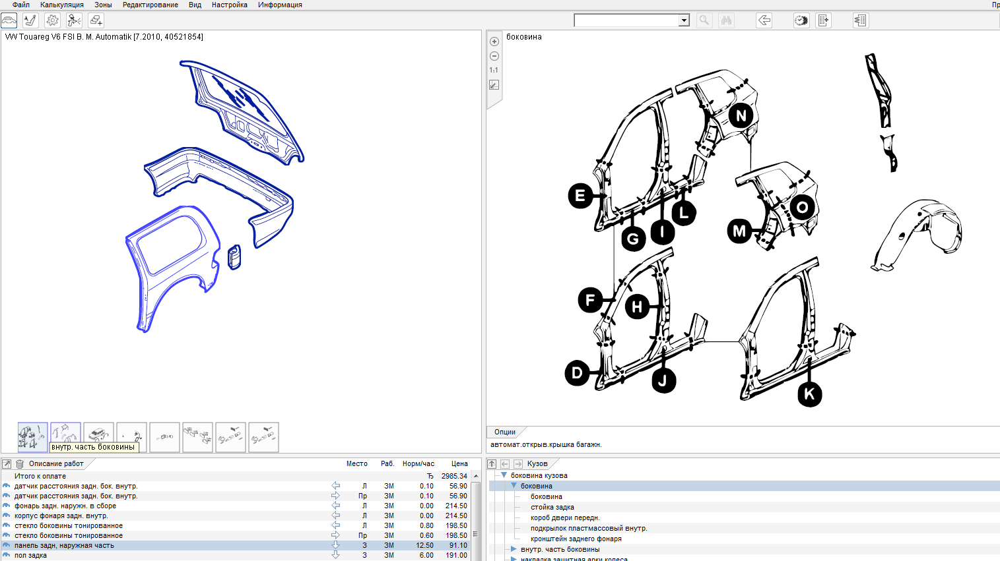 Файл Калькуляция Зоны Редактирование Вид Настройка Информация Пр
VW Touareg V6 FSI B. M. Automatik [7.2010, 40521854]
внутр. часть боковины
боковина
1:1
N
E
O
L
M
G
I
F
H
D
J
K
Опции
автомат.открыв.крышка багажн.
Описание работ Место Раб. Норм/час Цена
Итого к оплате Ђ 2985.34
датчик расстояния задн. бок. внутр. Л ЗМ 0.10 56.90
датчик расстояния задн. бок. внутр. Пр ЗМ 0.10 56.90
фонарь задн. наружн. в сборе Л ЗМ 0.00 214.50
корпус фонаря задн. внутр. Л ЗМ 0.00 214.50
стекло боковины тонированное Л ЗМ 0.80 198.50
стекло боковины тонированное Пр ЗМ 0.60 198.50
панель задн, наружная часть З ЗМ 12.50 91.10
пол задка З ЗМ 6.00 191.00
Кузов
боковина кузова
боковина
боковина
стойка задка
короб двери передн.
подкрылок пластмассовый внутр.
кронштейн заднего фонаря
внутр. часть боковины
накладка защитная арки колеса